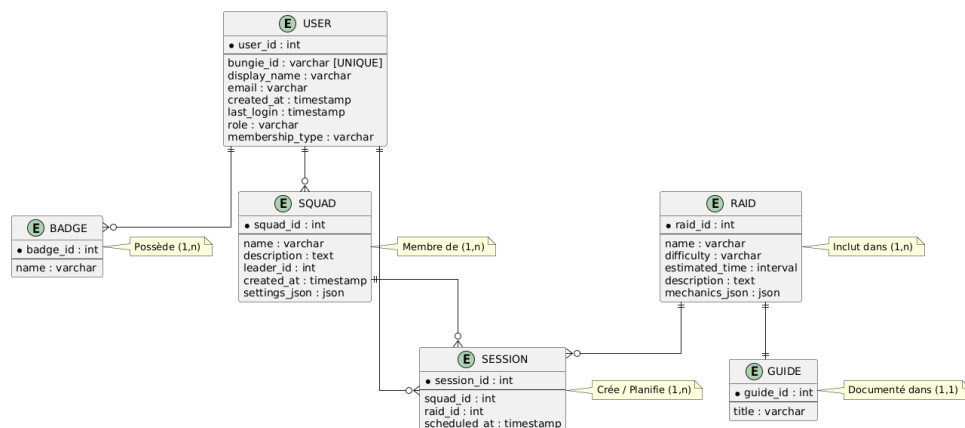 E USER
* user_id : int
bungie_id : varchar [UNIQUE]
display_name : varchar
email : varchar
created_at : timestamp
last_login : timestamp
role : varchar
membership_type : varchar
E BADGE
* badge_id : int
name : varchar
Possède (1,n)
E SQUAD
* squad_id : int
name : varchar
description : text
leader_id : int
created_at : timestamp
settings_json : json
Membre de (1,n)
E RAID
* raid_id : int
name : varchar
difficulty : varchar
estimated_time : interval
description : text
mechanics_json : json
Inclut dans (1,n)
E SESSION
* session_id : int
squad_id : int
raid_id : int
scheduled_at : timestamp
Crée / Planifie (1,n)
E GUIDE
* guide_id : int
title : varchar
Documenté dans (1,1)